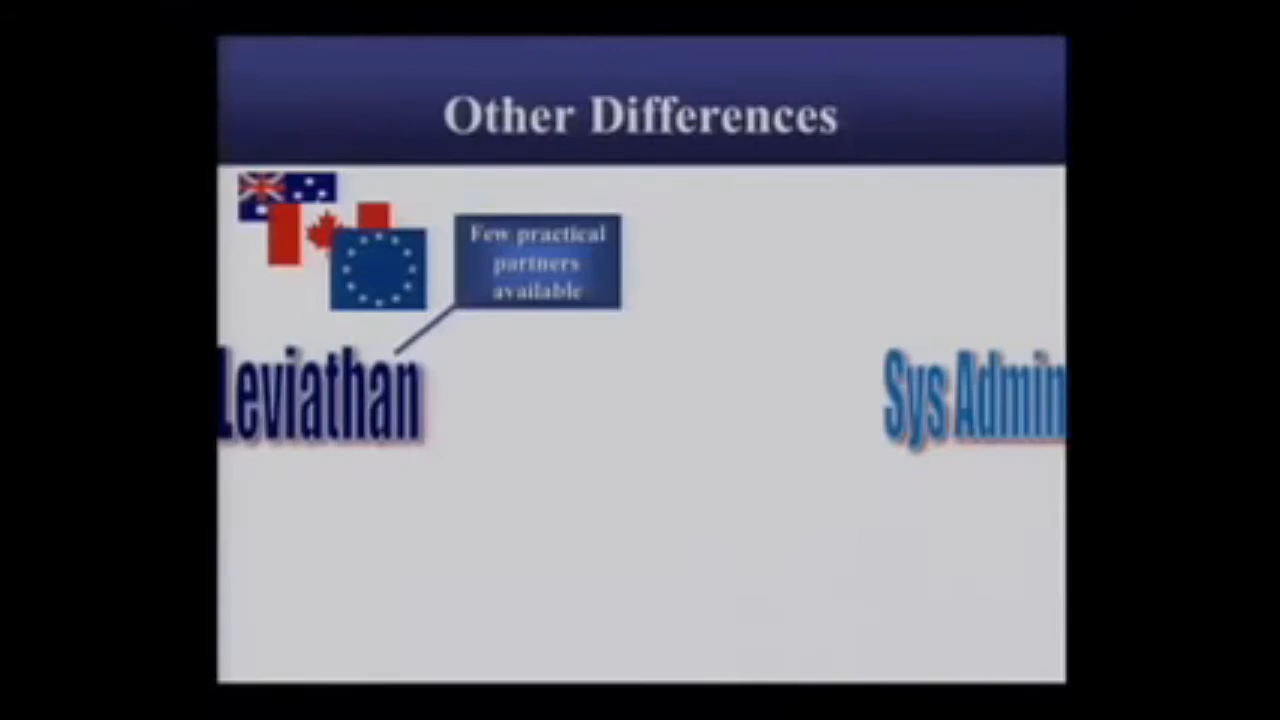 Other Differences
Few practical
partners
available
Leviathan
Sys Admin